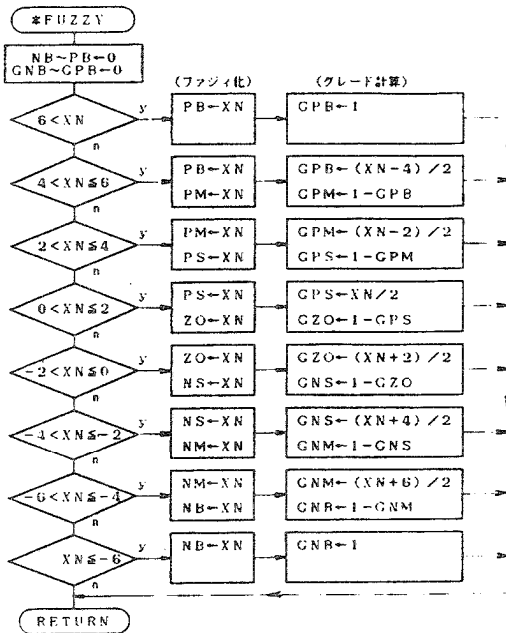 *FUZZY
NB~PB←0
GNB~GPB←0
(ファジィ化)
(グレード計算)
6<XN
y
PB←XN
GPB←1
n
4<XN≦6
y
PB←XN
PM←XN
GPB←(XN−4)/2
GPM←1−GPB
n
2<XN≦4
y
PM←XN
PS←XN
GPM←(XN−2)/2
GPS←1−GPM
n
0<XN≦2
y
PS←XN
ZO←XN
GPS←XN/2
GZO←1−GPS
n
−2<XN≦0
y
ZO←XN
NS←XN
GZO←(XN+2)/2
GNS←1−GZO
n
−4<XN≦−2
y
NS←XN
NM←XN
GNS←(XN+4)/2
GNM←1−GNS
n
−6<XN≦−4
y
NM←XN
NB←XN
GNM←(XN+6)/2
GNB←1−GNM
n
XN≦−6
y
NB←XN
GNB←1
n
RETURN